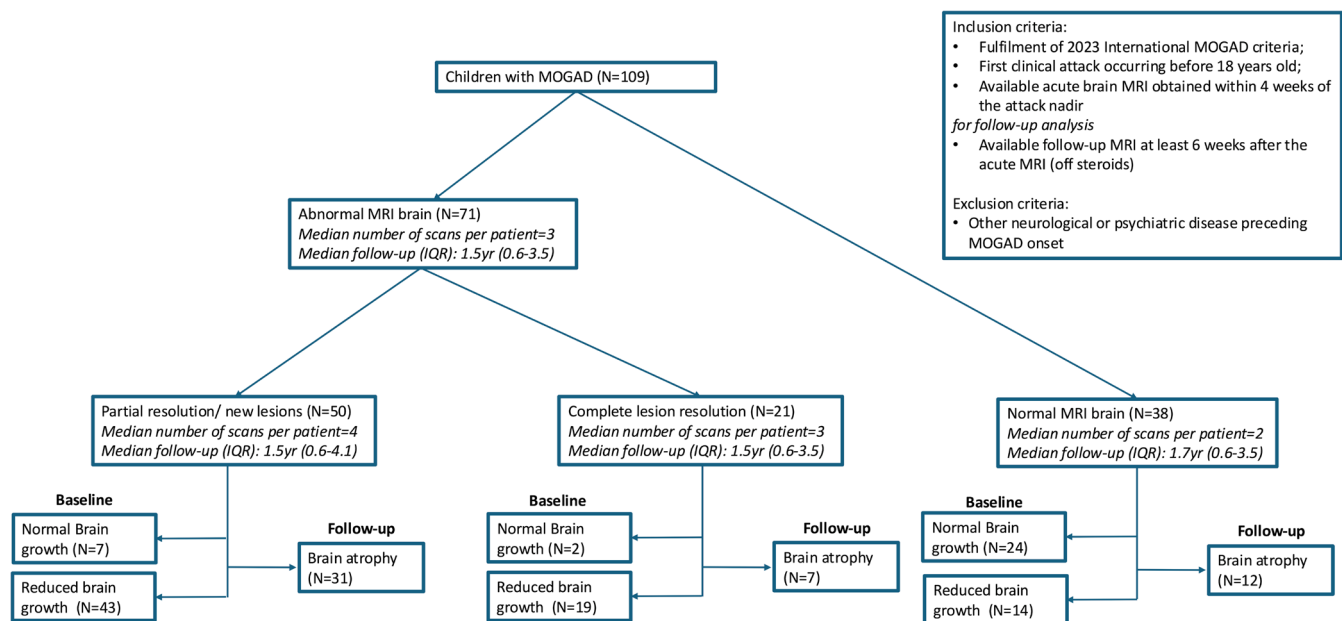 Children with MOGAD (N=109)
Inclusion criteria:
• Fulfilment of 2023 International MOGAD criteria;
• First clinical attack occurring before 18 years old;
• Available acute brain MRI obtained within 4 weeks of
the attack nadir
for follow-up analysis
• Available follow-up MRI at least 6 weeks after the
acute MRI (off steroids)
Exclusion criteria:
• Other neurological or psychiatric disease preceding
MOGAD onset
Abnormal MRI brain (N=71)
Median number of scans per patient=3
Median follow-up (IQR): 1.5yr (0.6-3.5)
Partial resolution/ new lesions (N=50)
Median number of scans per patient=4
Median follow-up (IQR): 1.5yr (0.6-4.1)
Complete lesion resolution (N=21)
Median number of scans per patient=3
Median follow-up (IQR): 1.5yr (0.6-3.5)
Normal MRI brain (N=38)
Median number of scans per patient=2
Median follow-up (IQR): 1.7yr (0.6-3.5)
Baseline
Normal Brain
growth (N=7)
Reduced brain
growth (N=43)
Follow-up
Brain atrophy
(N=31)
Baseline
Normal Brain
growth (N=2)
Reduced brain
growth (N=19)
Follow-up
Brain atrophy
(N=7)
Baseline
Normal Brain
growth (N=24)
Reduced brain
growth (N=14)
Follow-up
Brain atrophy
(N=12)